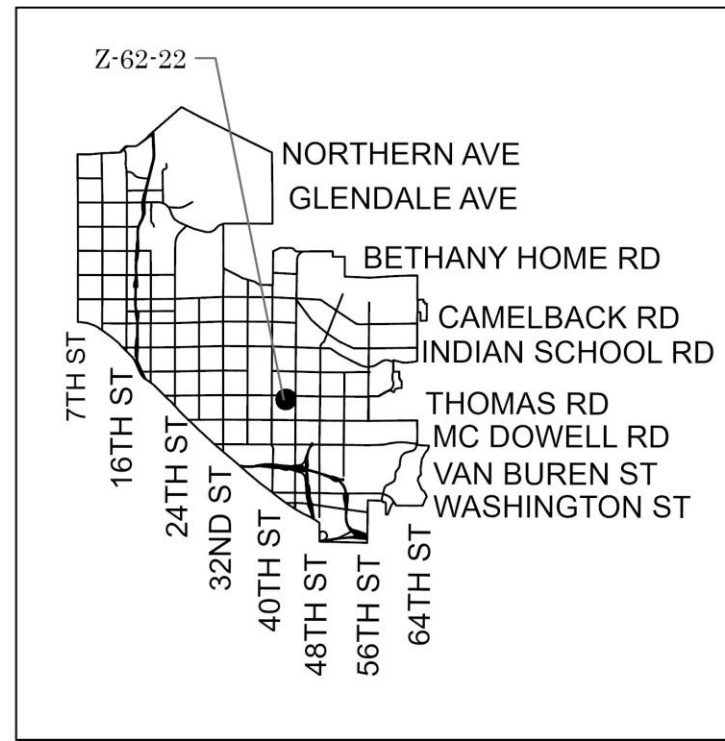 Z-62-22
NORTHERN AVE
GLENDALE AVE
BETHANY HOME RD
CAMELBACK RD
INDIAN SCHOOL RD
THOMAS RD
MC DOWELL RD
VAN BUREN ST
WASHINGTON ST
7TH ST
16TH ST
24TH ST
32ND ST
40TH ST
48TH ST
56TH ST
64TH ST